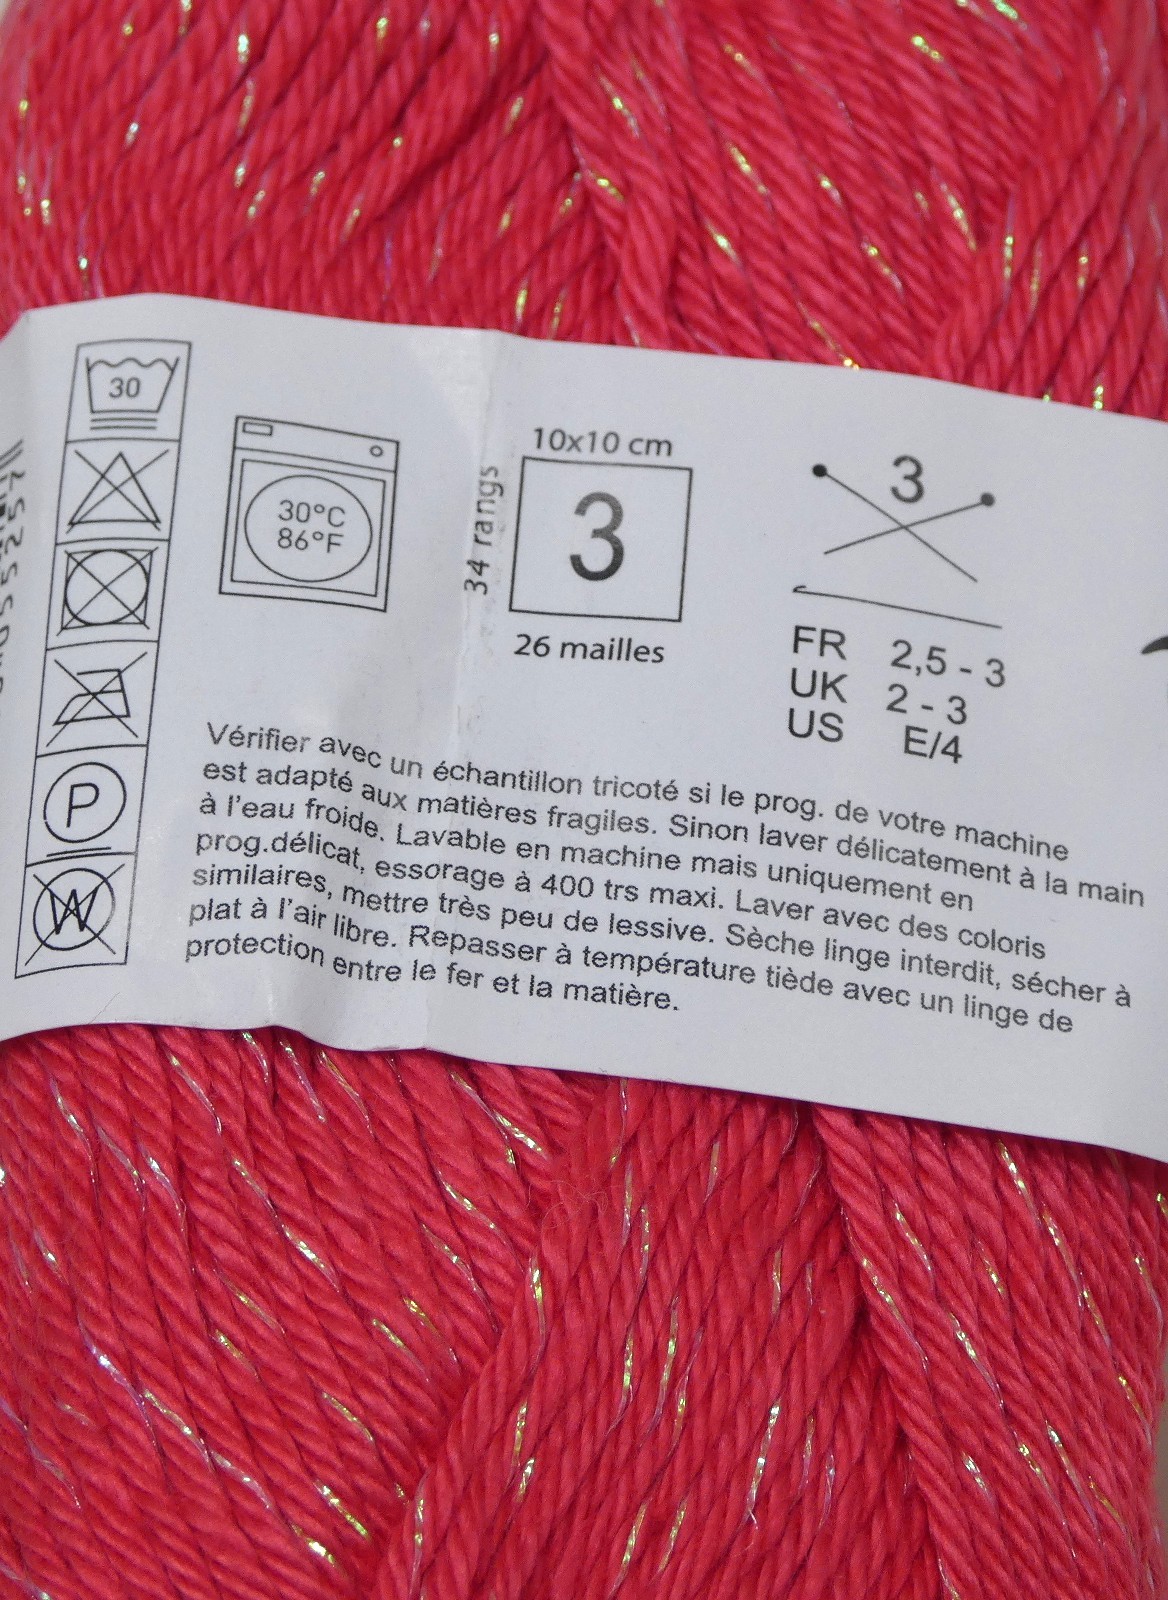 30
30°C
86°F
10x10 cm
34 rangs
3
26 mailles
3
FR 2,5 - 3
UK 2 - 3
US E/4
P
W
Vérifier avec un échantillon tricoté si le prog. de votre machine
est adapté aux matières fragiles. Sinon laver délicatement à la main
à l'eau froide. Lavable en machine mais uniquement en
prog.délicat, essorage à 400 trs maxi. Laver avec des coloris
similaires, mettre très peu de lessive. Sèche linge interdit, sécher à
plat à l'air libre. Repasser à température tiède avec un linge de
protection entre le fer et la matière.